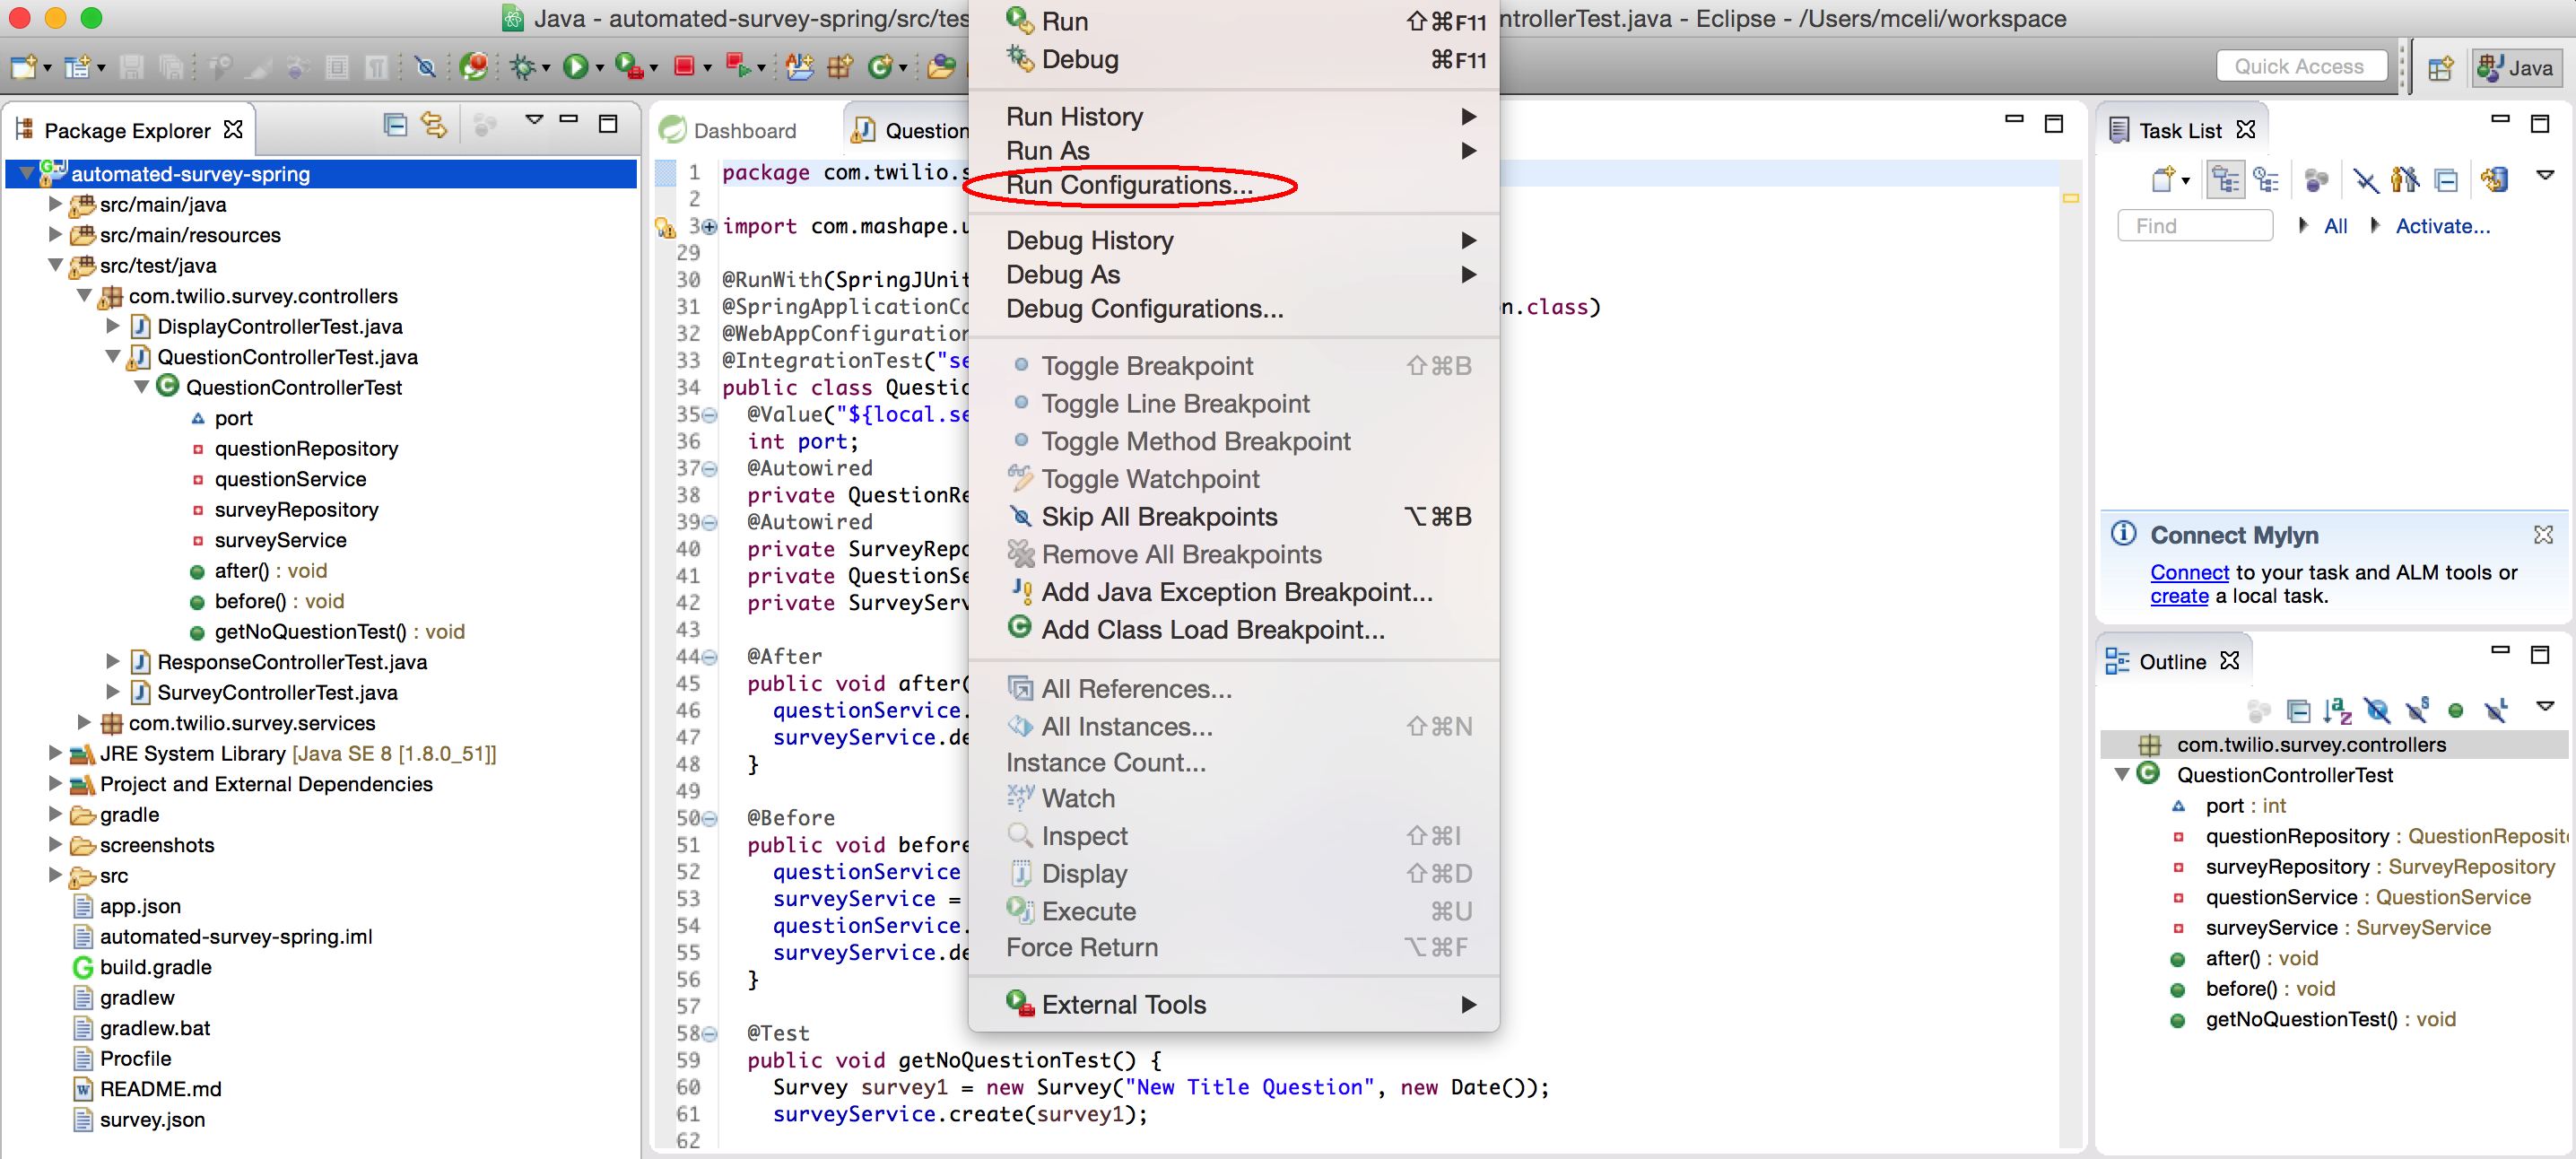 Java - automated-survey-spring/src/tes
ntrollerTest.java - Eclipse - /Users/mceli/workspace
Quick Access
Java
Package Explorer
automated-survey-spring
src/main/java
src/main/resources
src/test/java
com.twilio.survey.controllers
DisplayControllerTest.java
QuestionControllerTest.java
QuestionControllerTest
port
questionRepository
questionService
surveyRepository
surveyService
after() : void
before() : void
getNoQuestionTest() : void
ResponseControllerTest.java
SurveyControllerTest.java
com.twilio.survey.services
JRE System Library [Java SE 8 [1.8.0_51]]
Project and External Dependencies
gradle
screenshots
src
app.json
automated-survey-spring.iml
build.gradle
gradlew
gradlew.bat
Procfile
README.md
survey.json
Dashboard
Question
1 package com.twilio.s
2
3 import com.mashape.u
29
30 @RunWith(SpringJUnit
31 @SpringApplicationCo n.class)
32 @WebAppConfiguration
33 @IntegrationTest("se
34 public class Questio
35 @Value("${local.se
36 int port;
37 @Autowired
38 private QuestionRe
39 @Autowired
40 private SurveyRepo
41 private QuestionSe
42 private SurveyServ
43
44 @After
45 public void after(
46 questionService.
47 surveyService.de
48 }
49
50 @Before
51 public void before
52 questionService
53 surveyService =
54 questionService.
55 surveyService.de
56 }
57
58 @Test
59 public void getNoQuestionTest() {
60 Survey survey1 = new Survey("New Title Question", new Date());
61 surveyService.create(survey1);
62
Run ⇧⌘F11
Debug ⌘F11
Run History
Run As
Run Configurations...
Debug History
Debug As
Debug Configurations...
Toggle Breakpoint ⇧⌘B
Toggle Line Breakpoint
Toggle Method Breakpoint
Toggle Watchpoint
Skip All Breakpoints ⌥⌘B
Remove All Breakpoints
Add Java Exception Breakpoint...
Add Class Load Breakpoint...
All References...
All Instances... ⇧⌘N
Instance Count...
Watch
Inspect ⇧⌘I
Display ⇧⌘D
Execute ⌘U
Force Return ⌥⌘F
External Tools
Task List
Find
All
Activate...
Connect Mylyn
Connect to your task and ALM tools or
create a local task.
Outline
com.twilio.survey.controllers
QuestionControllerTest
port : int
questionRepository : QuestionReposit
surveyRepository : SurveyRepository
questionService : QuestionService
surveyService : SurveyService
after() : void
before() : void
getNoQuestionTest() : void